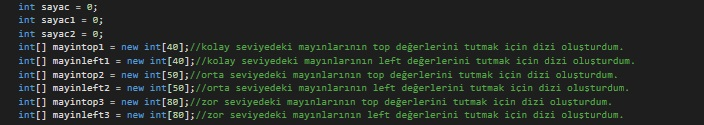 int sayac = 0;
int sayac1 = 0;
int sayac2 = 0;
int[] mayintop1 = new int[40];//kolay seviyedeki mayınlarının top değerlerini tutmak için dizi oluşturdum.
int[] mayinleft1 = new int[40];//kolay seviyedeki mayınlarının left değerlerini tutmak için dizi oluşturdum.
int[] mayintop2 = new int[50];//orta seviyedeki mayınlarının top değerlerini tutmak için dizi oluşturdum.
int[] mayinleft2 = new int[50];//orta seviyedeki mayınlarının left değerlerini tutmak için dizi oluşturdum.
int[] mayintop3 = new int[80];//zor seviyedeki mayınlarının top değerlerini tutmak için dizi oluşturdum.
int[] mayinleft3 = new int[80];//zor seviyedeki mayınlarının left değerlerini tutmak için dizi oluşturdum.